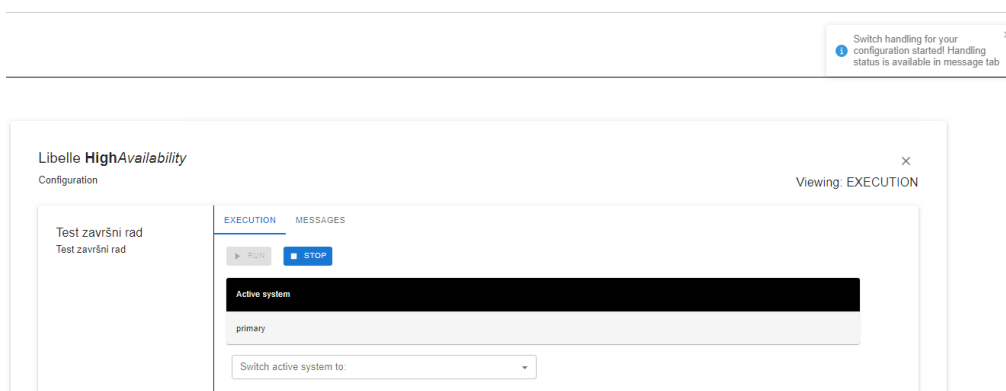 Switch handling for your
configuration started! Handling
status is available in message tab
Libelle HighAvailability
Configuration
Viewing: EXECUTION
Test završni rad
Test završni rad
EXECUTION MESSAGES
RUN STOP
Active system
primary
Switch active system to: